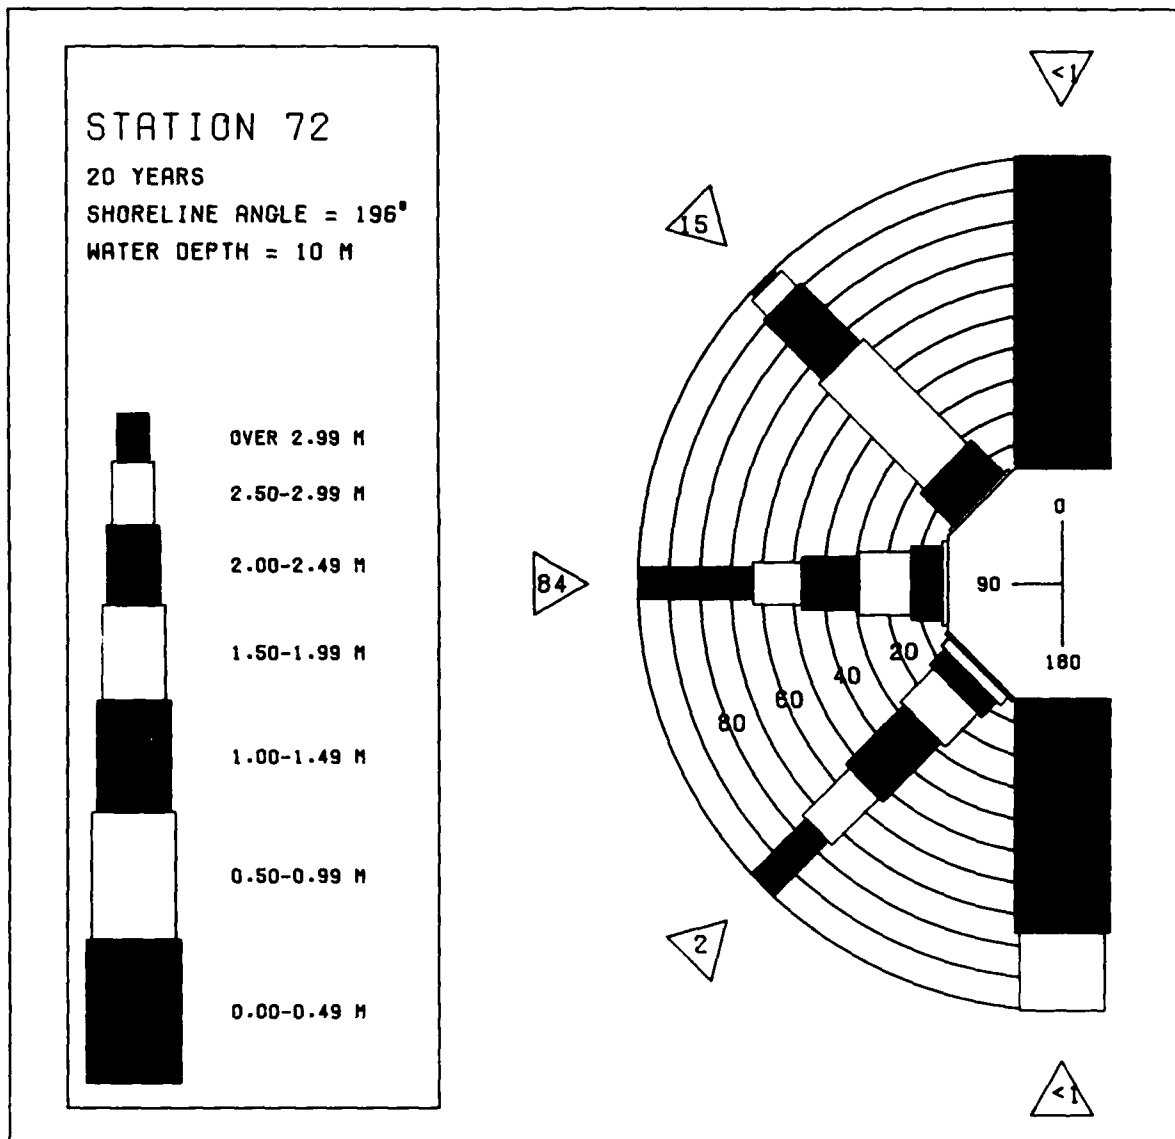 STATION 72
20 YEARS
SHORELINE ANGLE = 196°
WATER DEPTH = 10 M
OVER 2.99 M
2.50-2.99 M
2.00-2.49 M
1.50-1.99 M
1.00-1.49 M
0.50-0.99 M
0.00-0.49 M
<1
15
84
2
<1
0
90
180
20
40
60
80